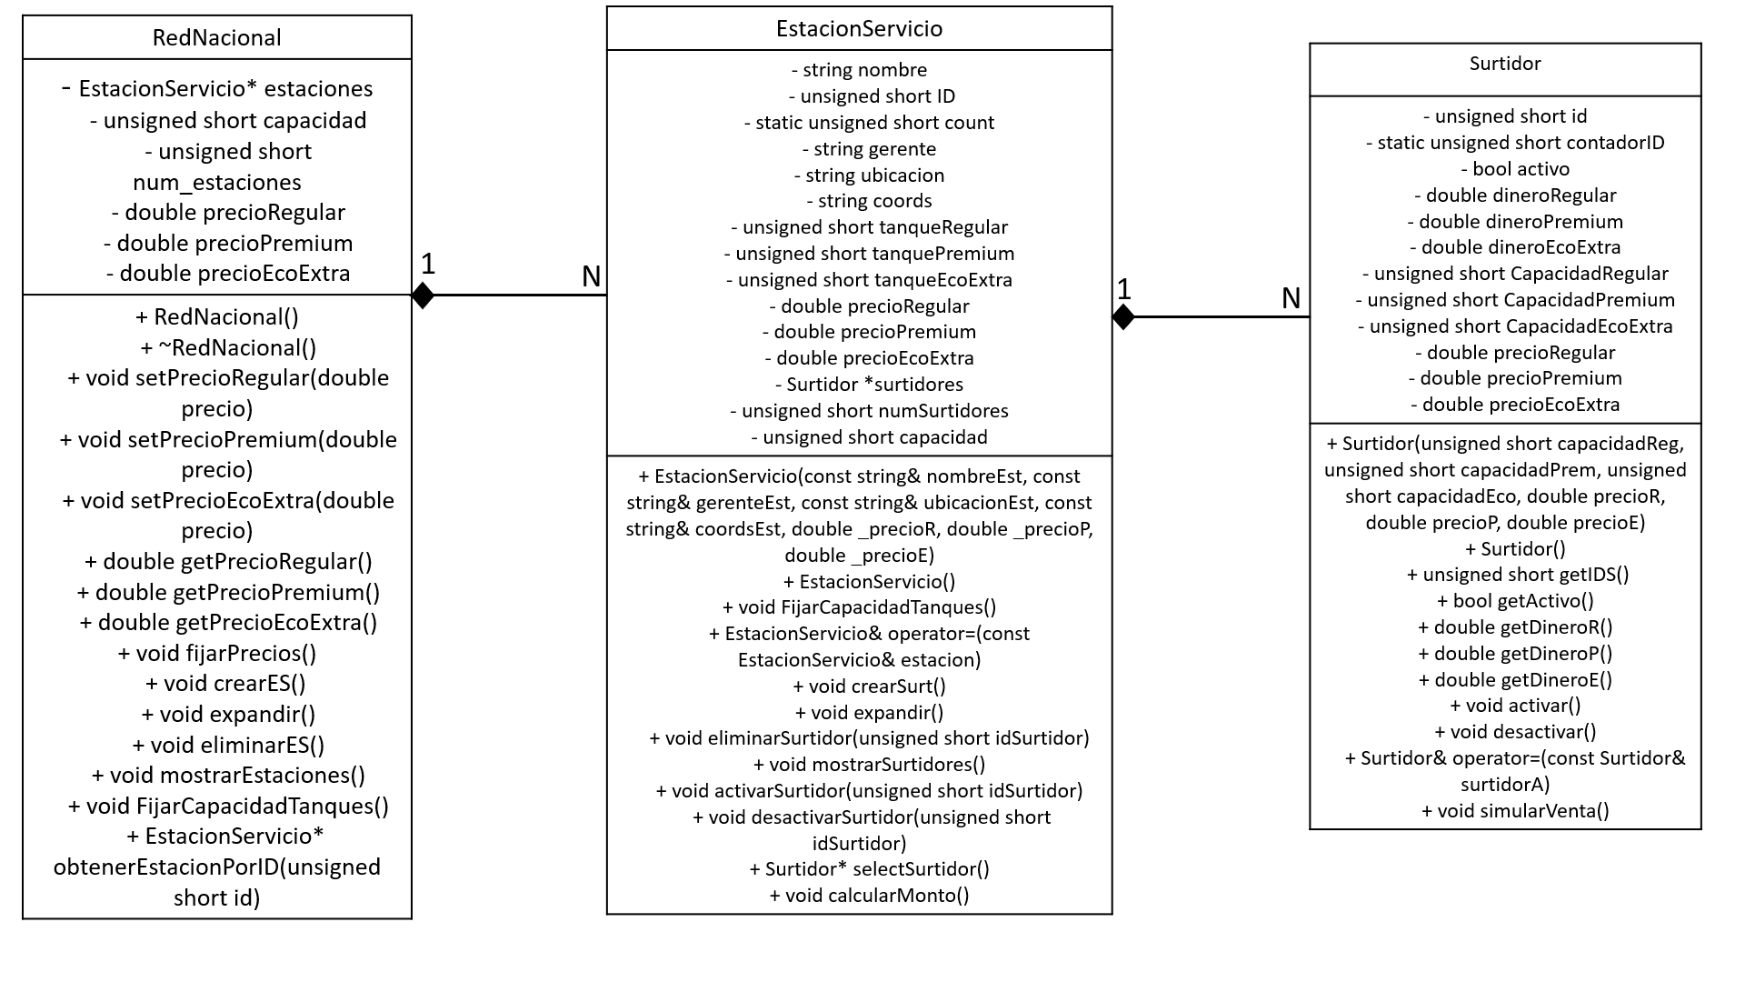 RedNacional
- EstacionServicio* estaciones
- unsigned short capacidad
- unsigned short
num_estaciones
- double precioRegular
- double precioPremium
- double precioEcoExtra
+ RedNacional()
+ ~RedNacional()
+ void setPrecioRegular(double
precio)
+ void setPrecioPremium(double
precio)
+ void setPrecioEcoExtra(double
precio)
+ double getPrecioRegular()
+ double getPrecioPremium()
+ double getPrecioEcoExtra()
+ void fijarPrecios()
+ void crearES()
+ void expandir()
+ void eliminarES()
+ void mostrarEstaciones()
+ void FijarCapacidadTanques()
+ EstacionServicio*
obtenerEstacionPorID(unsigned
short id)
1
N
EstacionServicio
- string nombre
- unsigned short ID
- static unsigned short count
- string gerente
- string ubicacion
- string coords
- unsigned short tanqueRegular
- unsigned short tanquePremium
- unsigned short tanqueEcoExtra
- double precioRegular
- double precioPremium
- double precioEcoExtra
- Surtidor *surtidores
- unsigned short numSurtidores
- unsigned short capacidad
+ EstacionServicio(const string& nombreEst, const
string& gerenteEst, const string& ubicacionEst, const
string& coordsEst, double _precioR, double _precioP,
double _precioE)
+ EstacionServicio()
+ void FijarCapacidadTanques()
+ EstacionServicio& operator=(const
EstacionServicio& estacion)
+ void crearSurt()
+ void expandir()
+ void eliminarSurtidor(unsigned short idSurtidor)
+ void mostrarSurtidores()
+ void activarSurtidor(unsigned short idSurtidor)
+ void desactivarSurtidor(unsigned short
idSurtidor)
+ Surtidor* selectSurtidor()
+ void calcularMonto()
1
N
Surtidor
- unsigned short id
- static unsigned short contadorID
- bool activo
- double dineroRegular
- double dineroPremium
- double dineroEcoExtra
- unsigned short CapacidadRegular
- unsigned short CapacidadPremium
- unsigned short CapacidadEcoExtra
- double precioRegular
- double precioPremium
- double precioEcoExtra
+ Surtidor(unsigned short capacidadReg,
unsigned short capacidadPrem, unsigned
short capacidadEco, double precioR,
double precioP, double precioE)
+ Surtidor()
+ unsigned short getIDS()
+ bool getActivo()
+ double getDineroR()
+ double getDineroP()
+ double getDineroE()
+ void activar()
+ void desactivar()
+ Surtidor& operator=(const Surtidor&
surtidorA)
+ void simularVenta()